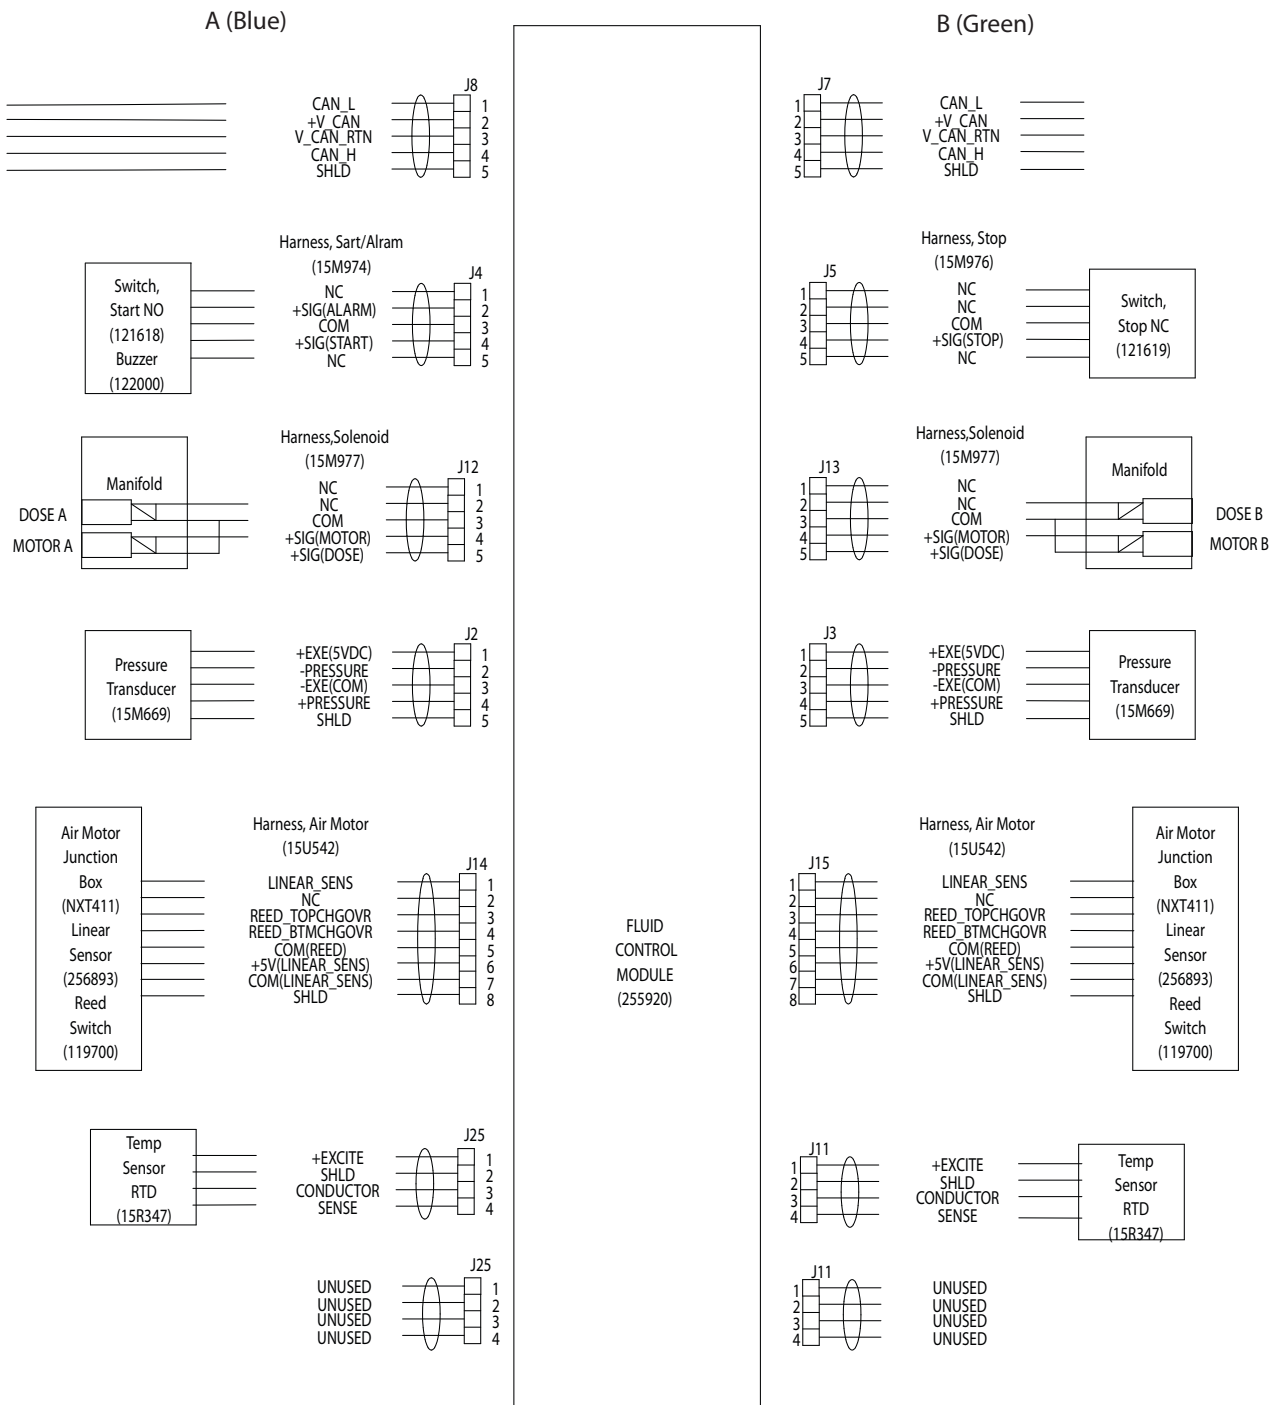 A (Blue)
B (Green)
J8
CAN_L 1
+V_CAN 2
V_CAN_RTN 3
CAN_H 4
SHLD 5
J7
1 CAN_L
2 +V_CAN
3 V_CAN_RTN
4 CAN_H
5 SHLD
Harness, Sart/Alram
(15M974)
J4
Switch,
Start NO
(121618)
Buzzer
(122000)
NC 1
+SIG(ALARM) 2
COM 3
+SIG(START) 4
NC 5
Harness, Stop
(15M976)
J5
1 NC
2 NC
3 COM
4 +SIG(STOP)
5 NC
Switch,
Stop NC
(121619)
Harness,Solenoid
(15M977)
J12
Manifold
DOSE A
MOTOR A
NC 1
NC 2
COM 3
+SIG(MOTOR) 4
+SIG(DOSE) 5
Harness,Solenoid
(15M977)
J13
1 NC
2 NC
3 COM
4 +SIG(MOTOR)
5 +SIG(DOSE)
Manifold
DOSE B
MOTOR B
J2
Pressure
Transducer
(15M669)
+EXE(5VDC) 1
-PRESSURE 2
-EXE(COM) 3
+PRESSURE 4
SHLD 5
J3
1 +EXE(5VDC)
2 -PRESSURE
3 -EXE(COM)
4 +PRESSURE
5 SHLD
Pressure
Transducer
(15M669)
Air Motor
Junction
Box
(NXT411)
Linear
Sensor
(256893)
Reed
Switch
(119700)
Harness, Air Motor
(15U542)
J14
LINEAR_SENS 1
NC 2
REED_TOPCHGOVR 3
REED_BTMCHGOVR 4
COM(REED) 5
+5V(LINEAR_SENS) 6
COM(LINEAR_SENS) 7
SHLD 8
FLUID
CONTROL
MODULE
(255920)
Harness, Air Motor
(15U542)
J15
1 LINEAR_SENS
2 NC
3 REED_TOPCHGOVR
4 REED_BTMCHGOVR
5 COM(REED)
6 +5V(LINEAR_SENS)
7 COM(LINEAR_SENS)
8 SHLD
Air Motor
Junction
Box
(NXT411)
Linear
Sensor
(256893)
Reed
Switch
(119700)
Temp
Sensor
RTD
(15R347)
J25
+EXCITE 1
SHLD 2
CONDUCTOR 3
SENSE 4
J11
1 +EXCITE
2 SHLD
3 CONDUCTOR
4 SENSE
Temp
Sensor
RTD
(15R347)
J25
UNUSED 1
UNUSED 2
UNUSED 3
UNUSED 4
J11
1 UNUSED
2 UNUSED
3 UNUSED
4 UNUSED